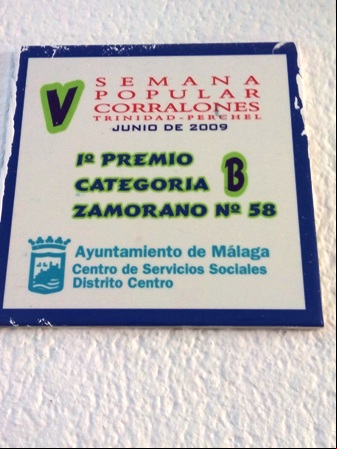 V SEMANA
POPULAR
CORRALONES
TRINIDAD-PERCHEL
JUNIO DE 2009
1º PREMIO
CATEGORIA B
ZAMORANO Nº 58
Ayuntamiento de Málaga
Centro de Servicios Sociales
Distrito Centro